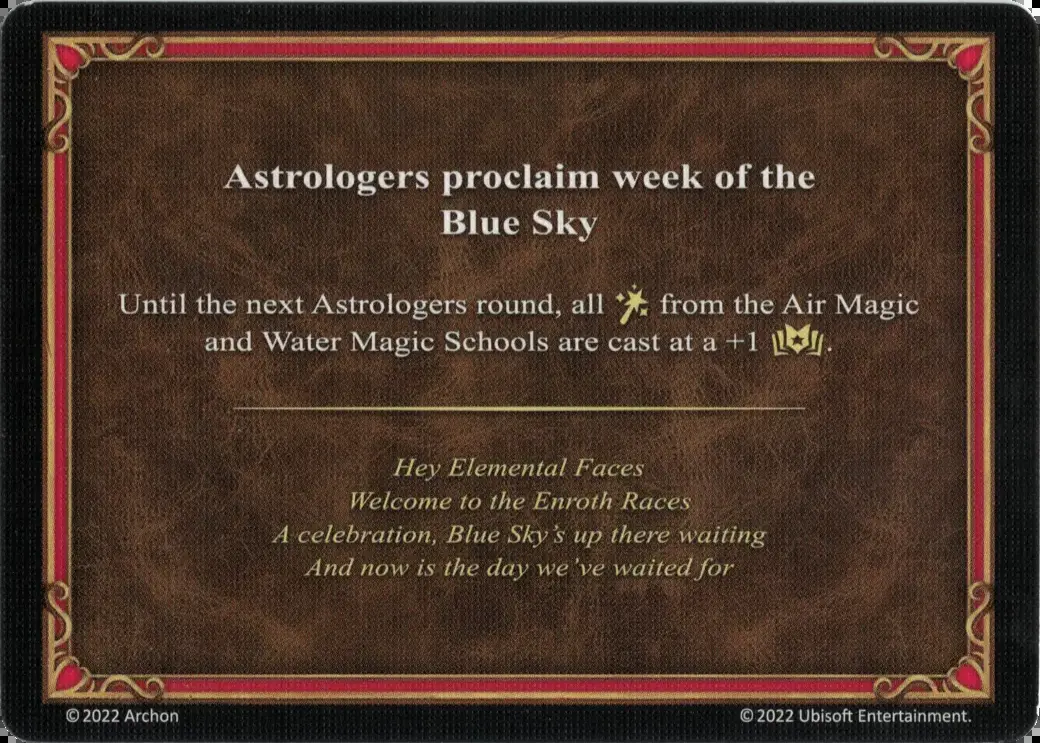 Astrologers proclaim week of the
Blue Sky
Until the next Astrologers round, all from the Air Magic
and Water Magic Schools are cast at a +1 .
Hey Elemental Faces
Welcome to the Enroth Races
A celebration, Blue Sky's up there waiting
And now is the day we've waited for
© 2022 Archon
© 2022 Ubisoft Entertainment.